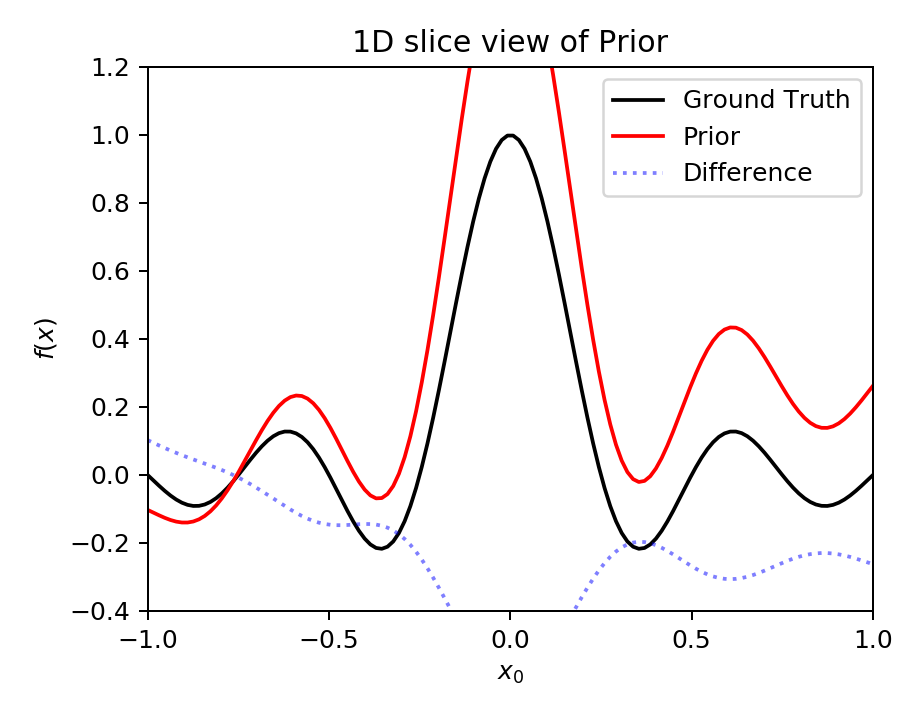 1D slice view of Prior
1.2
1.0
0.8
0.6
0.4
0.2
0.0
−0.2
−0.4
f(x)
Ground Truth
Prior
Difference
−1.0 −0.5 0.0 0.5 1.0
x₀